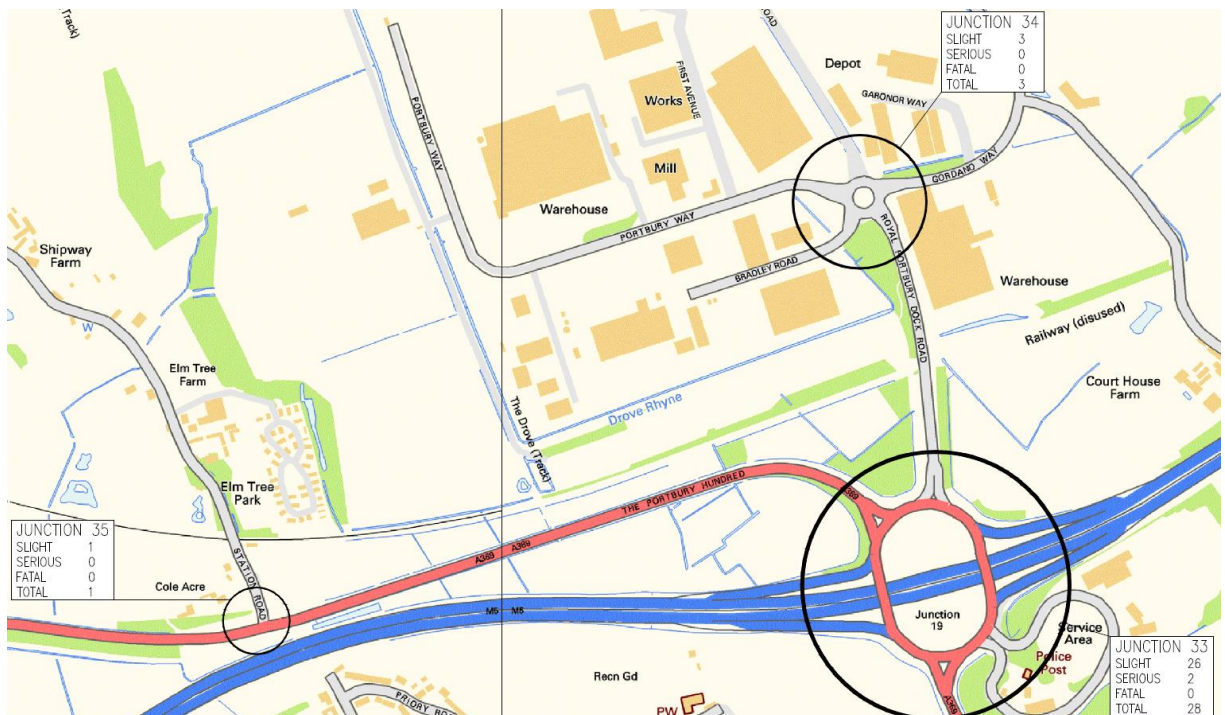 Track)
ROAD
JUNCTION 34
SLIGHT 3
SERIOUS 0
FATAL 0
TOTAL 3
Depot
FIRST AVENUE
GARONOR WAY
Works
PORTBURY WAY
Mill
GORDANO WAY
Warehouse
PORTBURY WAY
Shipway
Farm
BRADLEY ROAD
ROYAL PORTBURY DOCK ROAD
Warehouse
W
Railway (disused)
Elm Tree
Farm
Court House
Farm
Drove Rhyne
The Drove (Track)
Elm Tree
Park
THE PORTBURY HUNDRED
A369
JUNCTION 35
SLIGHT 1
SERIOUS 0
FATAL 0
TOTAL 1
STATION ROAD
A369 A369
Cole Acre
M5 M5
Junction
19
Service
Area
Police
Post
JUNCTION 33
SLIGHT 26
SERIOUS 2
FATAL 0
TOTAL 28
Recn Gd
A369
PRIORY RO
PW